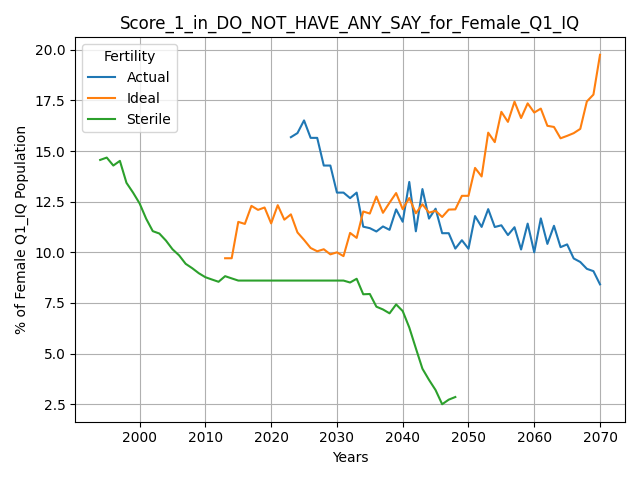 Score_1_in_DO_NOT_HAVE_ANY_SAY_for_Female_Q1_IQ
Fertility
Actual
Ideal
Sterile
% of Female Q1_IQ Population
20.0
17.5
15.0
12.5
10.0
7.5
5.0
2.5
2000 2010 2020 2030 2040 2050 2060 2070
Years